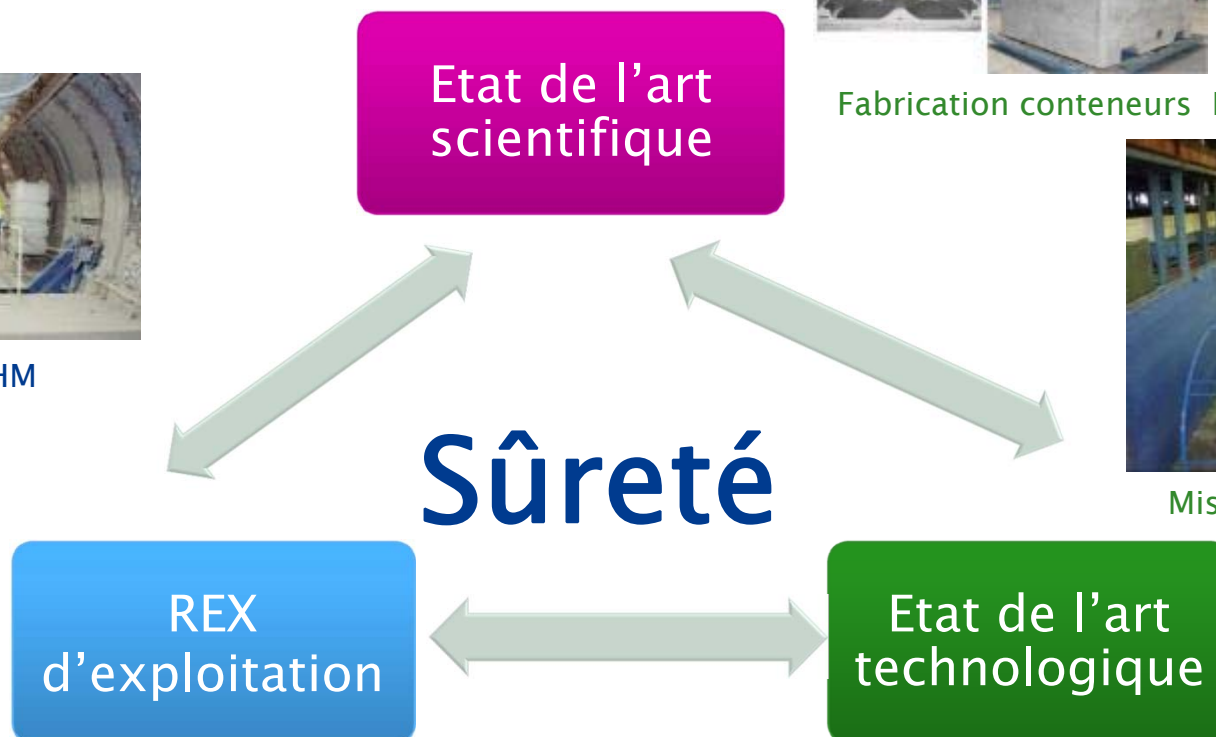 Etat de l’art
scientifique
Fabrication conteneurs
Sûreté
REX
d’exploitation
Etat de l’art
technologique